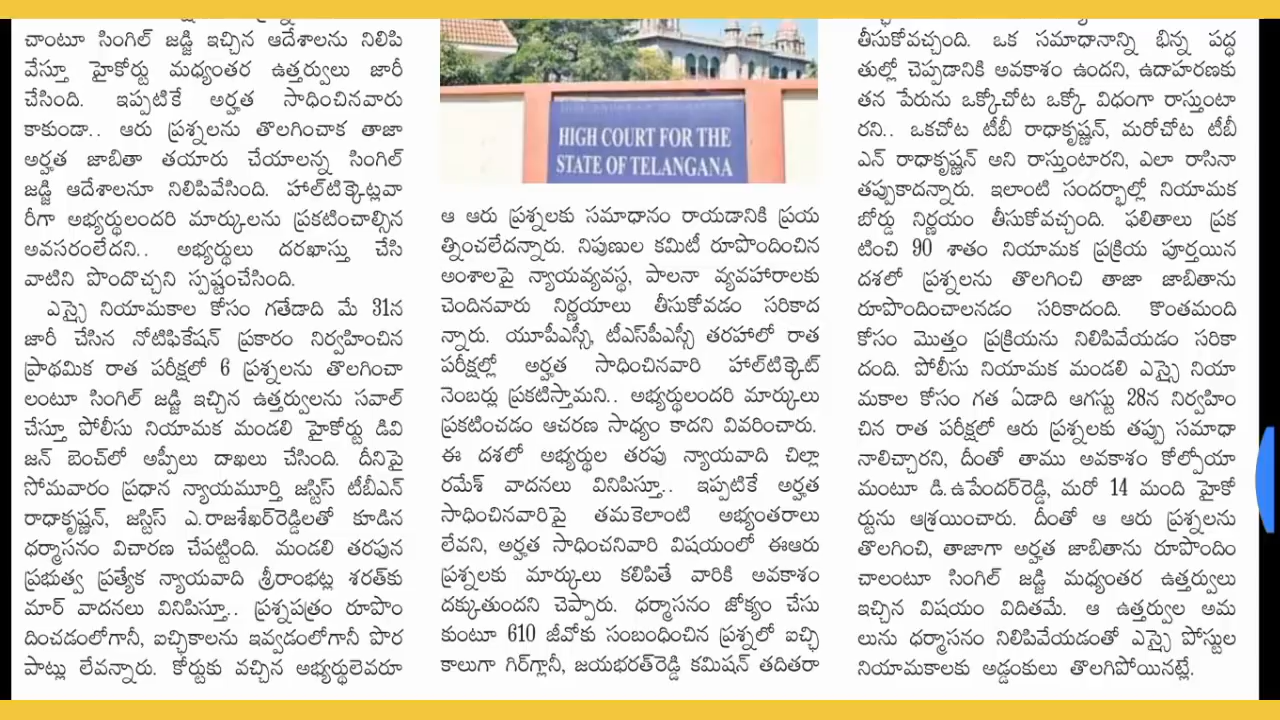 చాంటూ సింగిల్ జడ్జి ఇచ్చిన ఆదేశాలను నిలిపి
వేస్తూ హైకోర్టు మధ్యంతర ఉత్తర్వులు జారీ
చేసింది. ఇప్పటికే అర్హత సాధించినవారు
కాకుండా.. ఆరు ప్రశ్నలను తొలగించాక తాజా
అర్హత జాబితా తయారు చేయాలన్న సింగిల్
జడ్జి ఆదేశాలనూ నిలిపివేసింది. హాల్‌టిక్కెట్లవా
రీగా అభ్యర్థులందరి మార్కులను ప్రకటించాల్సిన
అవసరంలేదని.. అభ్యర్థులు దరఖాస్తు చేసి
వాటిని పొందొచ్చని స్పష్టంచేసింది.
ఎస్సై నియామకాల కోసం గతేడాది మే 31న
జారీ చేసిన నోటిఫికేషన్ ప్రకారం నిర్వహించిన
ప్రాథమిక రాత పరీక్షలో 6 ప్రశ్నలను తొలగించా
లంటూ సింగిల్ జడ్జి ఇచ్చిన ఉత్తర్వులను సవాల్
చేస్తూ పోలీసు నియామక మండలి హైకోర్టు డివి
జన్ బెంచ్‌లో అప్పీలు దాఖలు చేసింది. దీనిపై
సోమవారం ప్రధాన న్యాయమూర్తి జస్టిస్ టీబీఎన్
రాధాకృష్ణన్, జస్టిస్ ఎ.రాజశేఖర్‌రెడ్డిలతో కూడిన
ధర్మాసనం విచారణ చేపట్టింది. మండలి తరఫున
ప్రభుత్వ ప్రత్యేక న్యాయవాది శ్రీరాంభట్ల శరత్‌కు
మార్ వాదనలు వినిపిస్తూ.. ప్రశ్నపత్రం రూపొం
దించడంలోగానీ, ఐచ్ఛికాలను ఇవ్వడంలోగానీ పొర
పాట్లు లేవన్నారు. కోర్టుకు వచ్చిన అభ్యర్థులెవరూ
HIGH COURT FOR THE
STATE OF TELANGANA
ఆ ఆరు ప్రశ్నలకు సమాధానం రాయడానికి ప్రయ
త్నించలేదన్నారు. నిపుణుల కమిటీ రూపొందించిన
అంశాలపై న్యాయవ్యవస్థ, పాలనా వ్యవహారాలకు
చెందినవారు నిర్ణయాలు తీసుకోవడం సరికాద
న్నారు. యూపీఎస్సీ, టీఎస్‌పీఎస్సీ తరహాలో రాత
పరీక్షల్లో అర్హత సాధించినవారి హాల్‌టిక్కెట్
నెంబర్లు ప్రకటిస్తామని.. అభ్యర్థులందరి మార్కులు
ప్రకటించడం ఆచరణ సాధ్యం కాదని వివరించారు.
ఈ దశలో అభ్యర్థుల తరఫు న్యాయవాది చిల్లా
రమేశ్ వాదనలు వినిపిస్తూ.. ఇప్పటికే అర్హత
సాధించినవారిపై తమకెలాంటి అభ్యంతరాలు
లేవని, అర్హత సాధించనివారి విషయంలో ఈఆరు
ప్రశ్నలకు మార్కులు కలిపితే వారికి అవకాశం
దక్కుతుందని చెప్పారు. ధర్మాసనం జోక్యం చేసు
కుంటూ 610 జీవోకు సంబంధించిన ప్రశ్నలో ఐచ్ఛి
కాలుగా గిర్‌గ్లానీ, జయభరత్‌రెడ్డి కమిషన్ తదితరా
తీసుకోవచ్చంది. ఒక సమాధానాన్ని భిన్న పద్ధ
తుల్లో చెప్పడానికి అవకాశం ఉందని, ఉదాహరణకు
తన పేరును ఒక్కోచోట ఒక్కో విధంగా రాస్తుంటా
రని.. ఒకచోట టీబీ రాధాకృష్ణన్, మరోచోట టీబీ
ఎన్ రాధాకృష్ణన్ అని రాస్తుంటారని, ఎలా రాసినా
తప్పుకాదన్నారు. ఇలాంటి సందర్భాల్లో నియామక
బోర్డు నిర్ణయం తీసుకోవచ్చంది. ఫలితాలు ప్రక
టించి 90 శాతం నియామక ప్రక్రియ పూర్తయిన
దశలో ప్రశ్నలను తొలగించి తాజా జాబితాను
రూపొందించాలనడం సరికాదంది. కొంతమంది
కోసం మొత్తం ప్రక్రియను నిలిపివేయడం సరికా
దంది. పోలీసు నియామక మండలి ఎస్సై నియా
మకాల కోసం గత ఏడాది ఆగస్టు 28న నిర్వహిం
చిన రాత పరీక్షలో ఆరు ప్రశ్నలకు తప్పు సమాధా
నాలిచ్చారని, దీంతో తాము అవకాశం కోల్పోయా
మంటూ డి.ఉపేందర్‌రెడ్డి, మరో 14 మంది హైకో
ర్టును ఆశ్రయించారు. దీంతో ఆ ఆరు ప్రశ్నలను
తొలగించి, తాజాగా అర్హత జాబితాను రూపొందిం
చాలంటూ సింగిల్ జడ్జి మధ్యంతర ఉత్తర్వులు
ఇచ్చిన విషయం విదితమే. ఆ ఉత్తర్వుల అమ
లును ధర్మాసనం నిలిపివేయడంతో ఎస్సై పోస్టుల
నియామకాలకు అడ్డంకులు తొలగిపోయినట్లే.